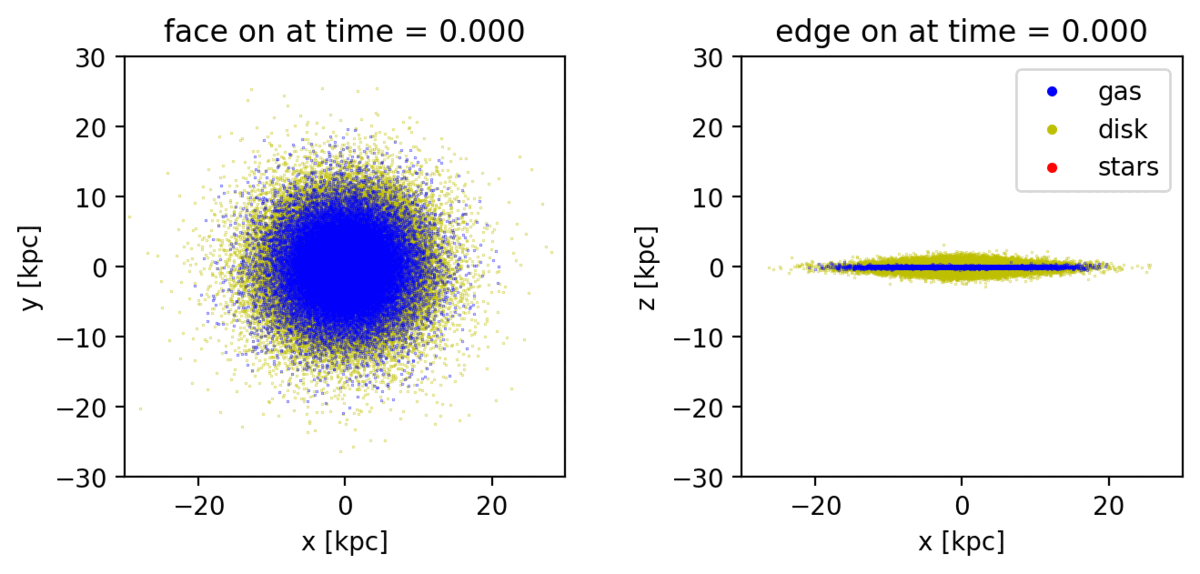 face on at time = 0.000
30
20
10
0
−10
−20
−30
y [kpc]
−20 0 20
x [kpc]
edge on at time = 0.000
gas
disk
stars
30
20
10
0
−10
−20
−30
z [kpc]
−20 0 20
x [kpc]